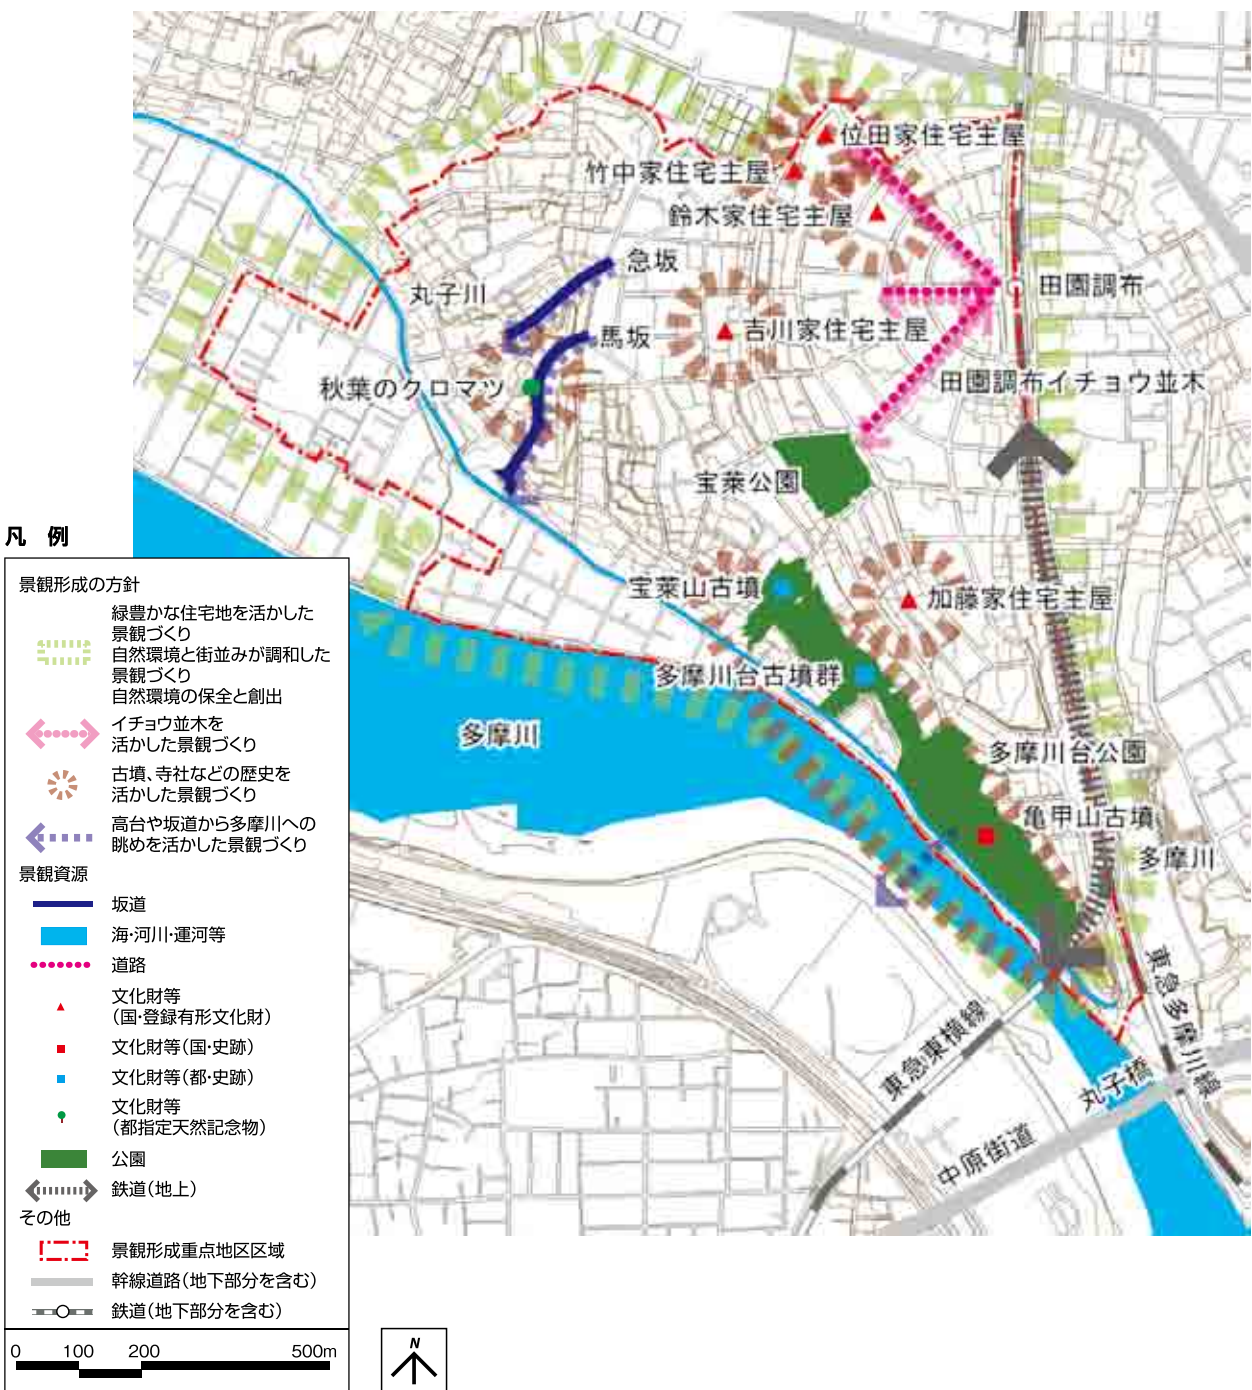 位田家住宅主屋
竹中家住宅主屋
鈴木家住宅主屋
急坂
丸子川
田園調布
馬坂
吉川家住宅主屋
秋葉のクロマツ
田園調布イチョウ並木
宝萊公園
宝萊山古墳
加藤家住宅主屋
多摩川台古墳群
多摩川
多摩川台公園
亀甲山古墳
多摩川
東急多摩川線
東急東横線
丸子橋
中原街道
凡 例
景観形成の方針
緑豊かな住宅地を活かした
景観づくり
自然環境と街並みが調和した
景観づくり
自然環境の保全と創出
イチョウ並木を
活かした景観づくり
古墳、寺社などの歴史を
活かした景観づくり
高台や坂道から多摩川への
眺めを活かした景観づくり
景観資源
坂道
海・河川・運河等
道路
文化財等
(国・登録有形文化財)
文化財等(国・史跡)
文化財等(都・史跡)
文化財等
(都指定天然記念物)
公園
鉄道(地上)
その他
景観形成重点地区区域
幹線道路(地下部分を含む)
鉄道(地下部分を含む)
0 100 200 500m
N